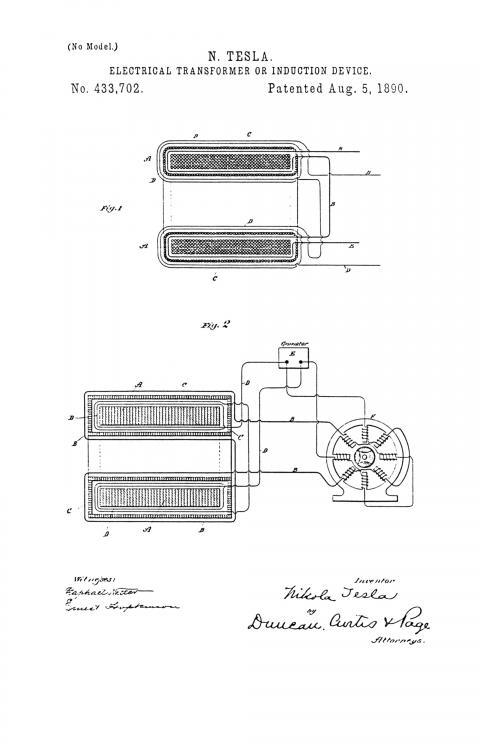 (No Model.)
N. TESLA.
ELECTRICAL TRANSFORMER OR INDUCTION DEVICE.
No. 433,702.
Patented Aug. 5, 1890.
C
A
D
B
Fig. 1
D
A
B
D
C
Fig. 2
Generator
E
A
C
D
D
B
B
F
C
D
B
C
D
A
B
Witnesses:
Raphael Netter
Ernest Hopkinson
Inventor
Nikola Tesla
by
Duncan, Curtis & Page
Attorneys.